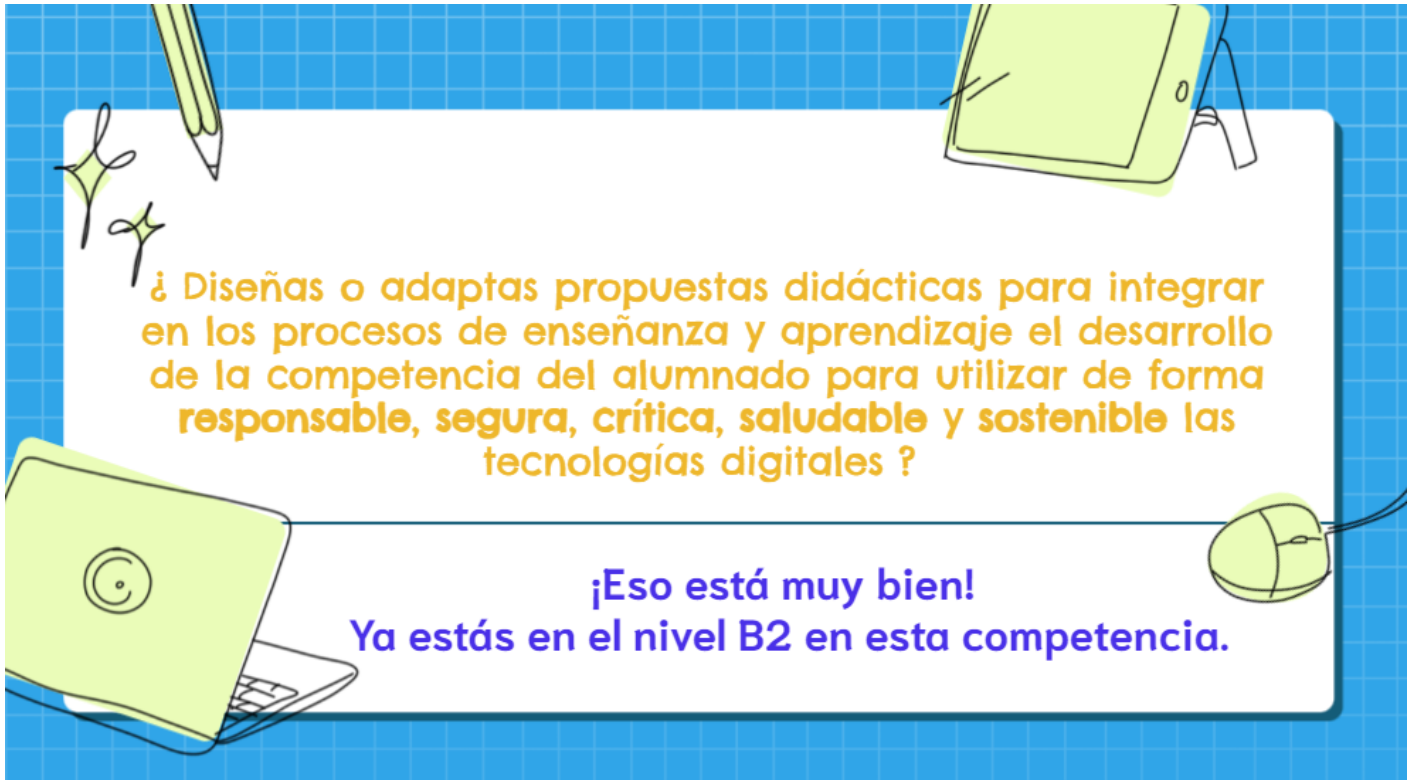 ¿ Diseñas o adaptas propuestas didácticas para integrar
en los procesos de enseñanza y aprendizaje el desarrollo
de la competencia del alumnado para utilizar de forma
responsable, segura, crítica, saludable y sostenible las
tecnologías digitales ?
¡Eso está muy bien!
Ya estás en el nivel B2 en esta competencia.